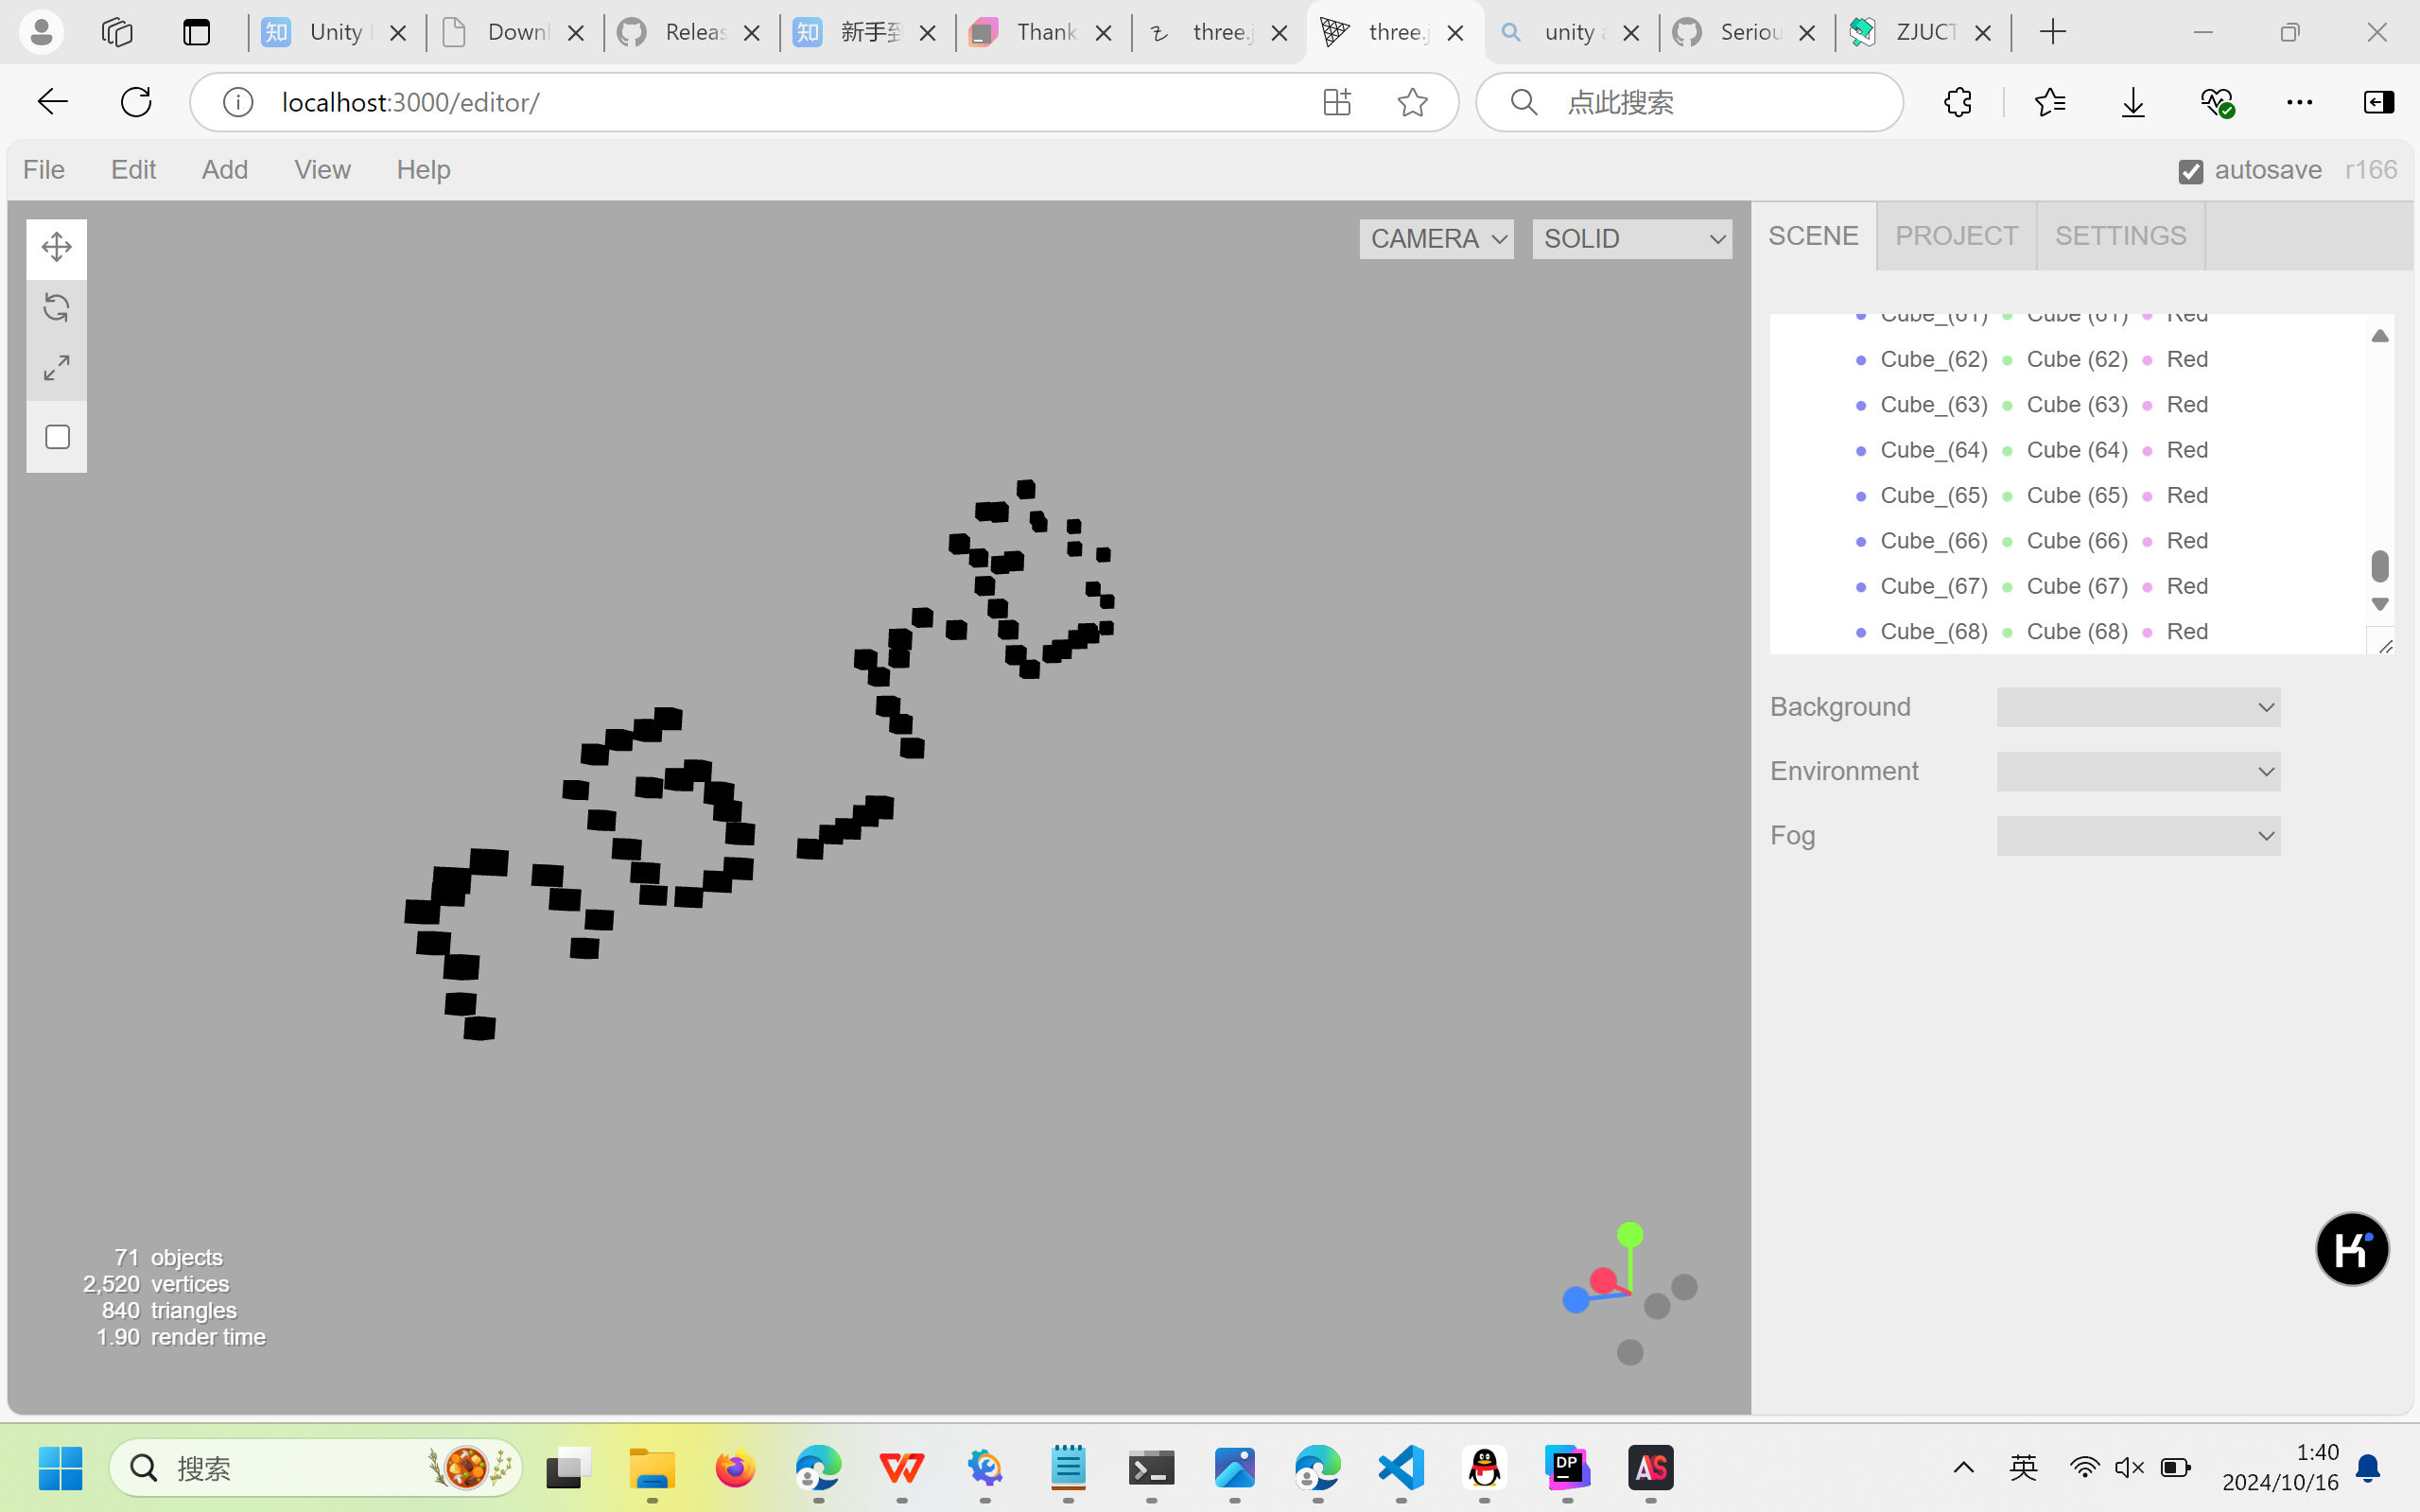 Unity
Downl
Releas
新手到
Thank
three.j
three.j
unity a
Seriou
ZJUCT
localhost:3000/editor/
点此搜索
File Edit Add View Help
autosave r166
CAMERA SOLID
SCENE PROJECT SETTINGS
Cube_(61) Cube (61) Red
Cube_(62) Cube (62) Red
Cube_(63) Cube (63) Red
Cube_(64) Cube (64) Red
Cube_(65) Cube (65) Red
Cube_(66) Cube (66) Red
Cube_(67) Cube (67) Red
Cube_(68) Cube (68) Red
Background
Environment
Fog
71 objects
2,520 vertices
840 triangles
1.90 render time
搜索
英
1:40
2024/10/16